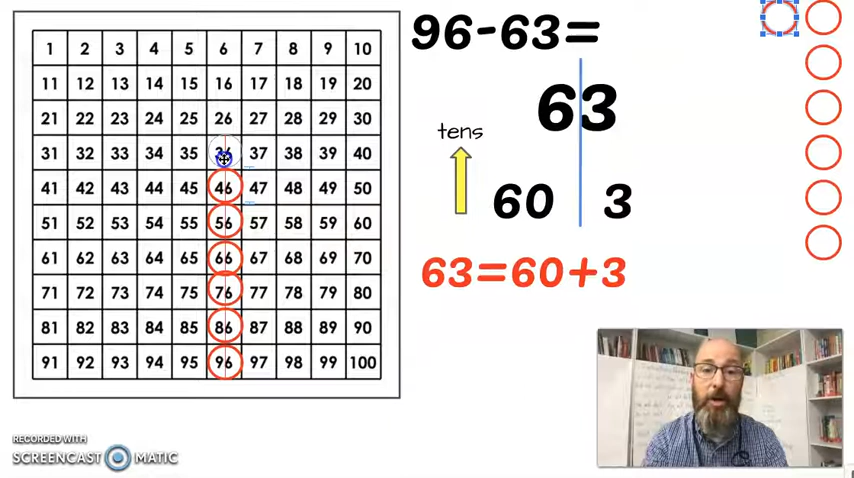 1 2 3 4 5 6 7 8 9 10
11 12 13 14 15 16 17 18 19 20
21 22 23 24 25 26 27 28 29 30
31 32 33 34 35 36 37 38 39 40
41 42 43 44 45 46 47 48 49 50
51 52 53 54 55 56 57 58 59 60
61 62 63 64 65 66 67 68 69 70
71 72 73 74 75 76 77 78 79 80
81 82 83 84 85 86 87 88 89 90
91 92 93 94 95 96 97 98 99 100
96-63=
63
tens
60 3
63=60+3
RECORDED WITH
SCREENCAST MATIC